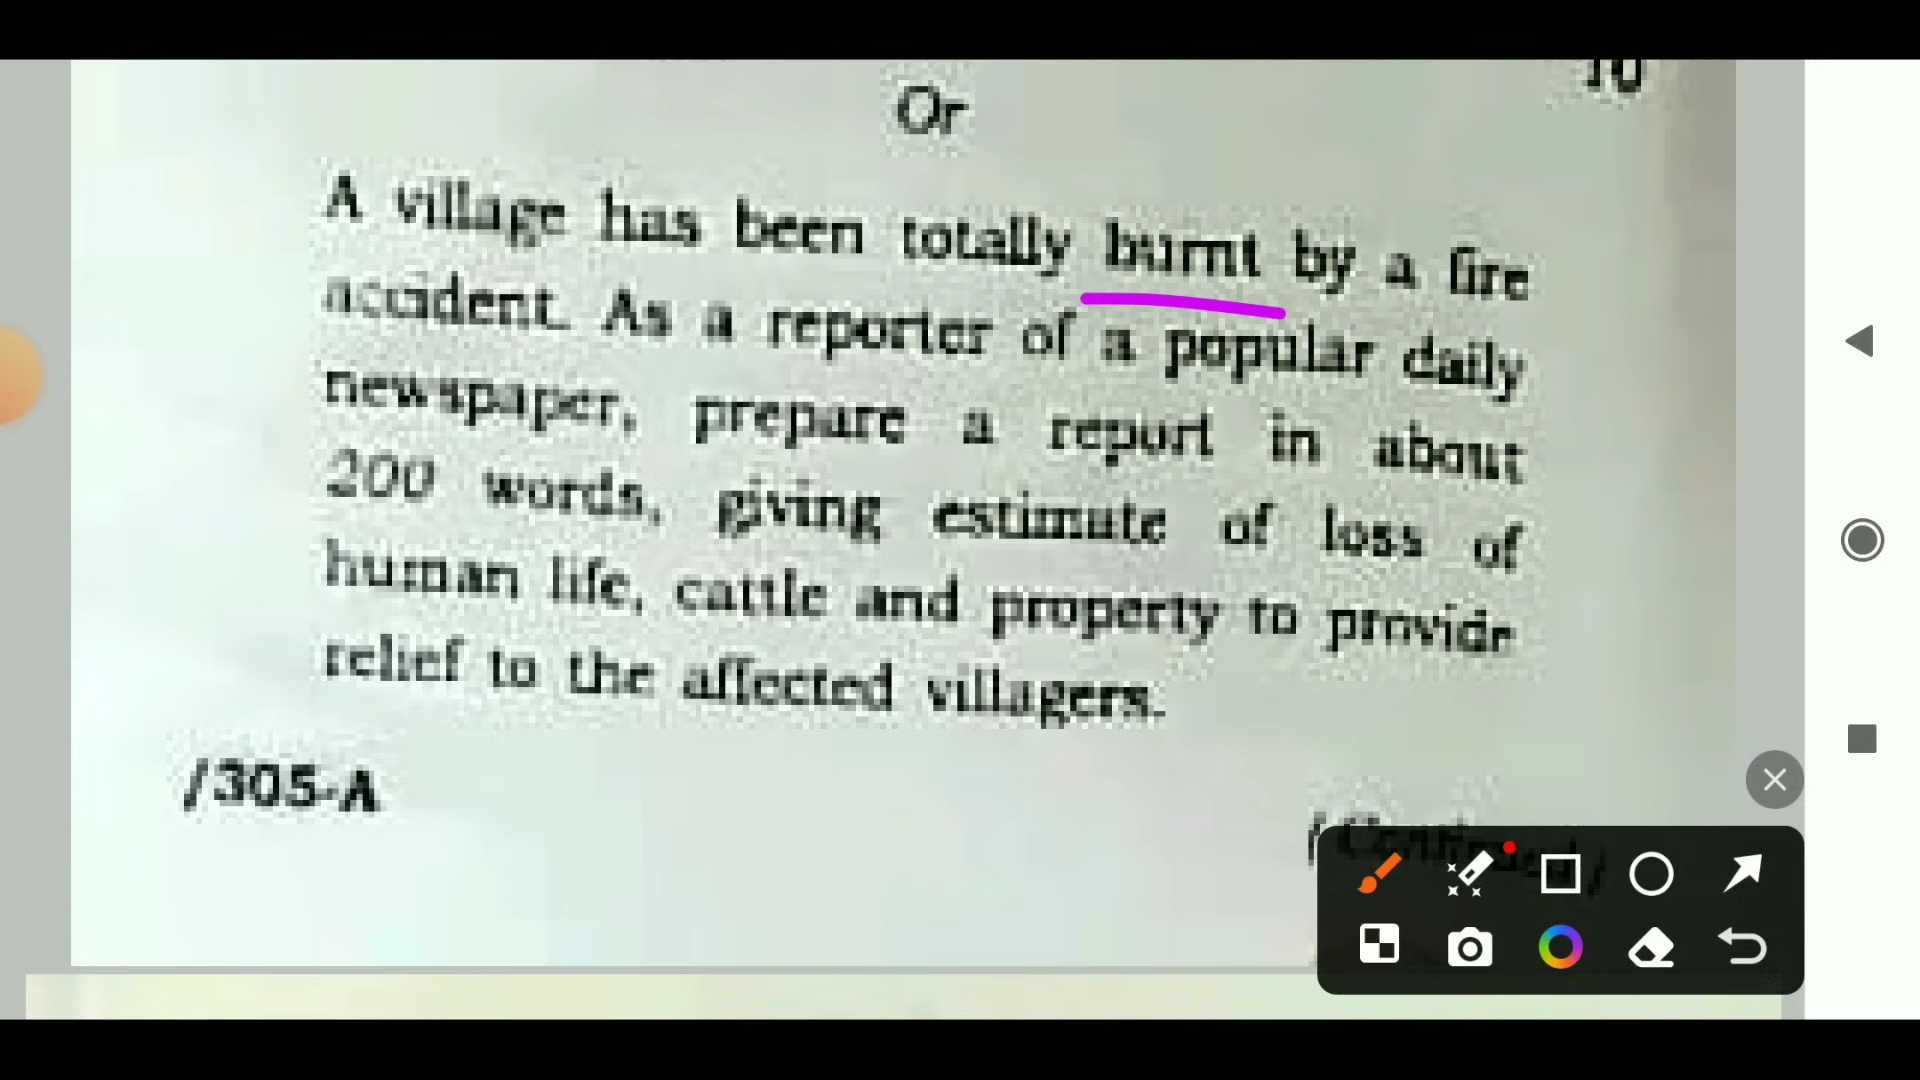 10
Or
A village has been totally burnt by a fire
accident. As a reporter of a popular daily
newspaper, prepare a report in about
200 words, giving estimate of loss of
human life, cattle and property to provide
relief to the affected villagers.
/305-A
( Continued )